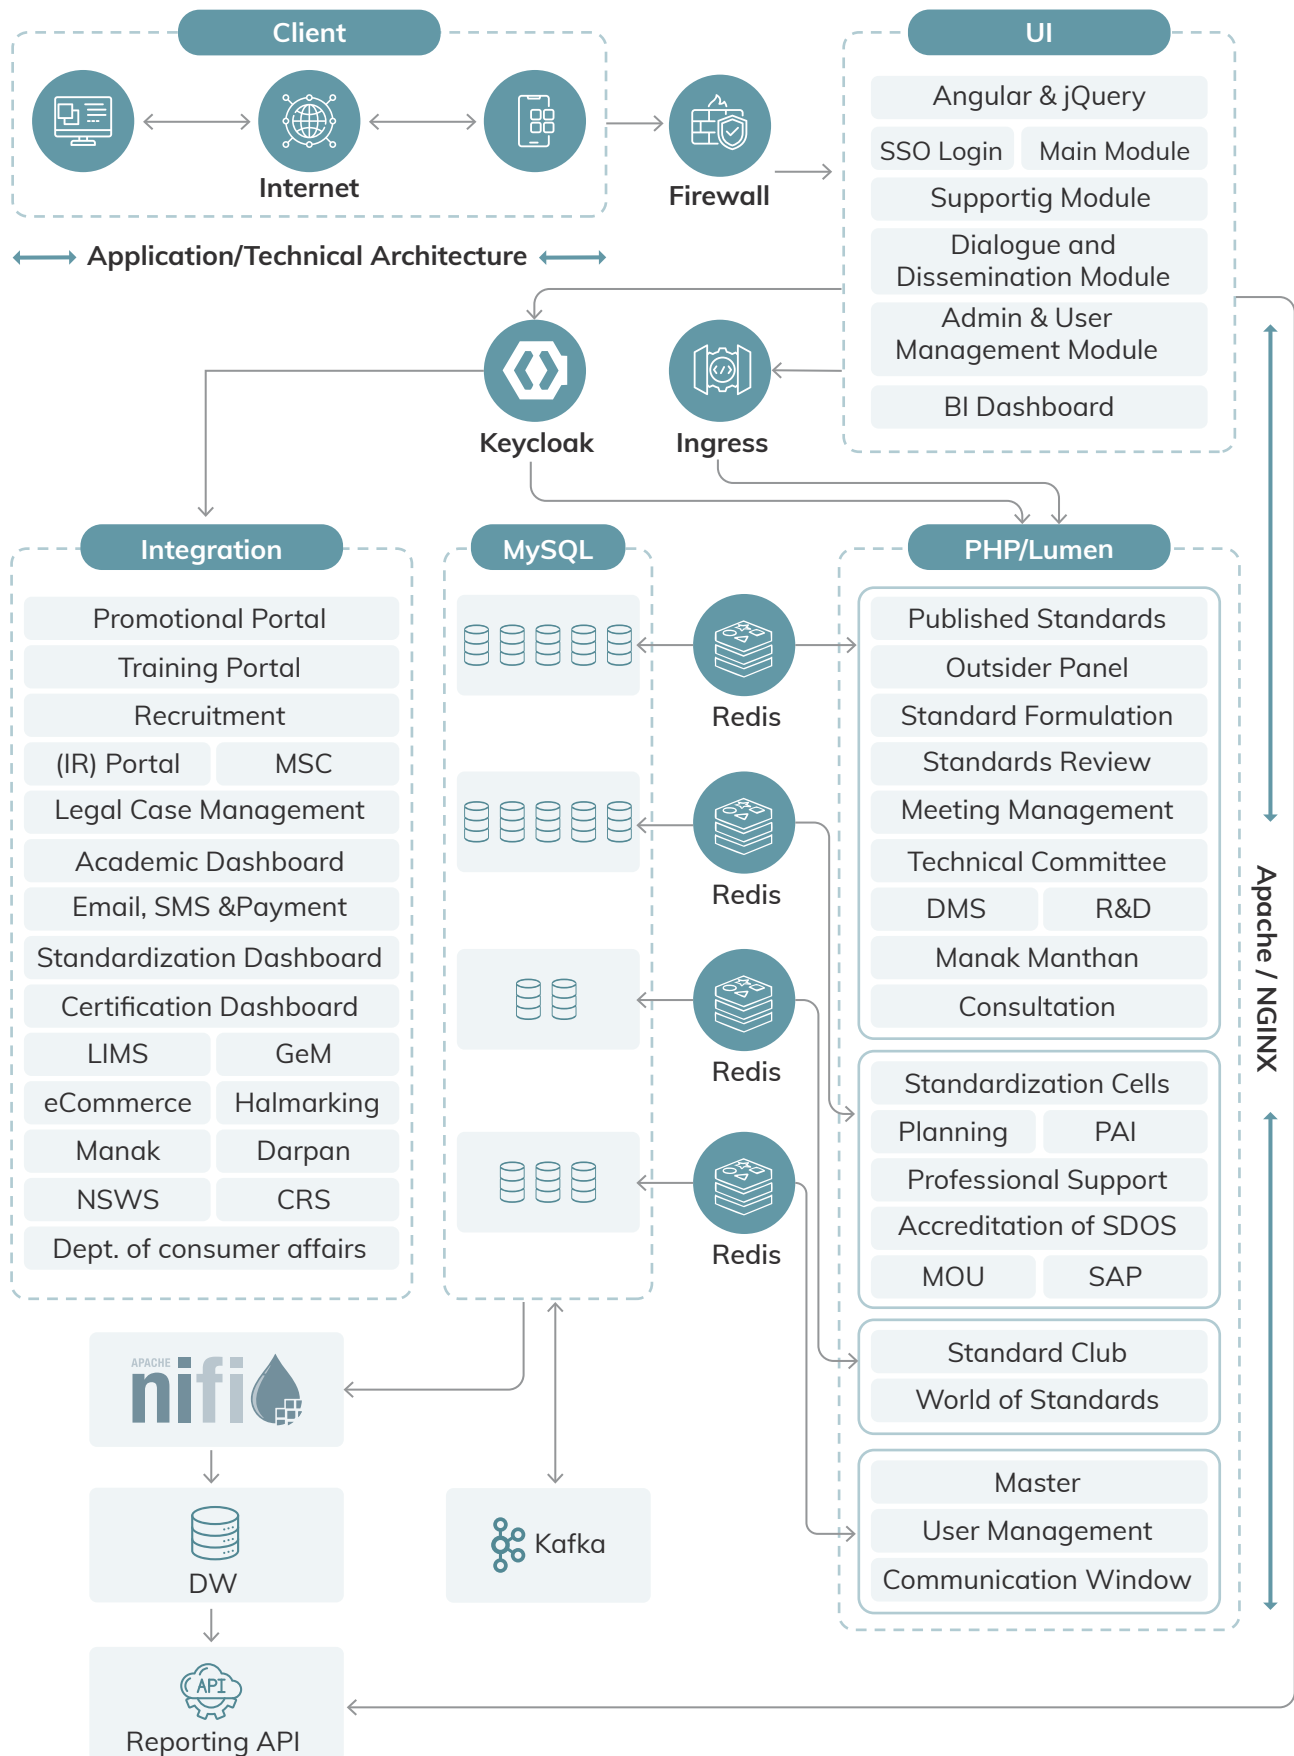 Client
Internet
Firewall
Application/Technical Architecture
UI
Angular & jQuery
SSO Login
Main Module
Supportig Module
Dialogue and
Dissemination Module
Admin & User
Management Module
BI Dashboard
Keycloak
Ingress
Integration
Promotional Portal
Training Portal
Recruitment
(IR) Portal
MSC
Legal Case Management
Academic Dashboard
Email, SMS &Payment
Standardization Dashboard
Certification Dashboard
LIMS
GeM
eCommerce
Halmarking
Manak
Darpan
NSWS
CRS
Dept. of consumer affairs
MySQL
Redis
Redis
Redis
Redis
PHP/Lumen
Published Standards
Outsider Panel
Standard Formulation
Standards Review
Meeting Management
Technical Committee
DMS
R&D
Manak Manthan
Consultation
Standardization Cells
Planning
PAI
Professional Support
Accreditation of SDOS
MOU
SAP
Standard Club
World of Standards
Master
User Management
Communication Window
Apache / NGINX
APACHE
nifi
DW
Kafka
API
Reporting API